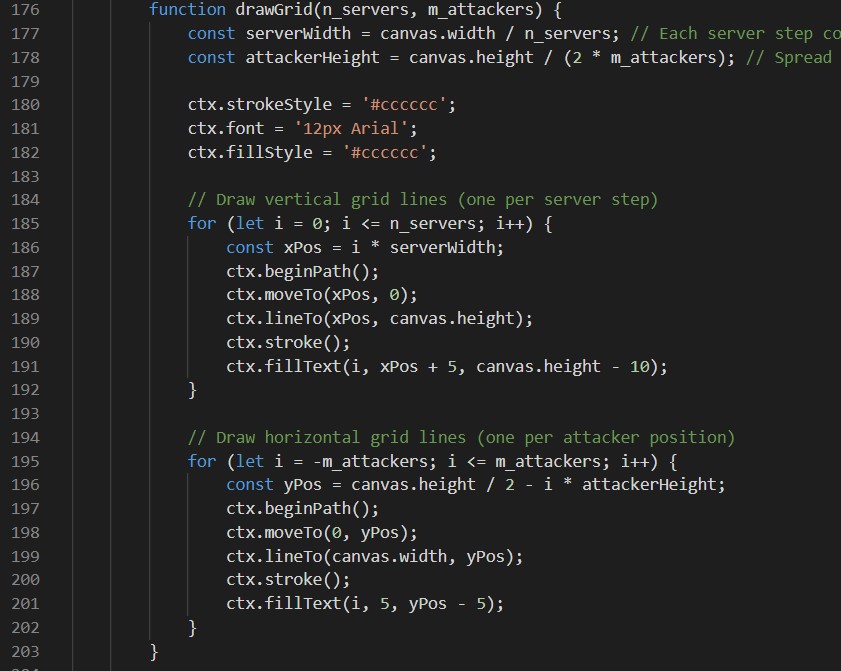 176 function drawGrid(n_servers, m_attackers) {
177 const serverWidth = canvas.width / n_servers; // Each server step co
178 const attackerHeight = canvas.height / (2 * m_attackers); // Spread
179
180 ctx.strokeStyle = '#cccccc';
181 ctx.font = '12px Arial';
182 ctx.fillStyle = '#cccccc';
183
184 // Draw vertical grid lines (one per server step)
185 for (let i = 0; i <= n_servers; i++) {
186 const xPos = i * serverWidth;
187 ctx.beginPath();
188 ctx.moveTo(xPos, 0);
189 ctx.lineTo(xPos, canvas.height);
190 ctx.stroke();
191 ctx.fillText(i, xPos + 5, canvas.height - 10);
192 }
193
194 // Draw horizontal grid lines (one per attacker position)
195 for (let i = -m_attackers; i <= m_attackers; i++) {
196 const yPos = canvas.height / 2 - i * attackerHeight;
197 ctx.beginPath();
198 ctx.moveTo(0, yPos);
199 ctx.lineTo(canvas.width, yPos);
200 ctx.stroke();
201 ctx.fillText(i, 5, yPos - 5);
202 }
203 }